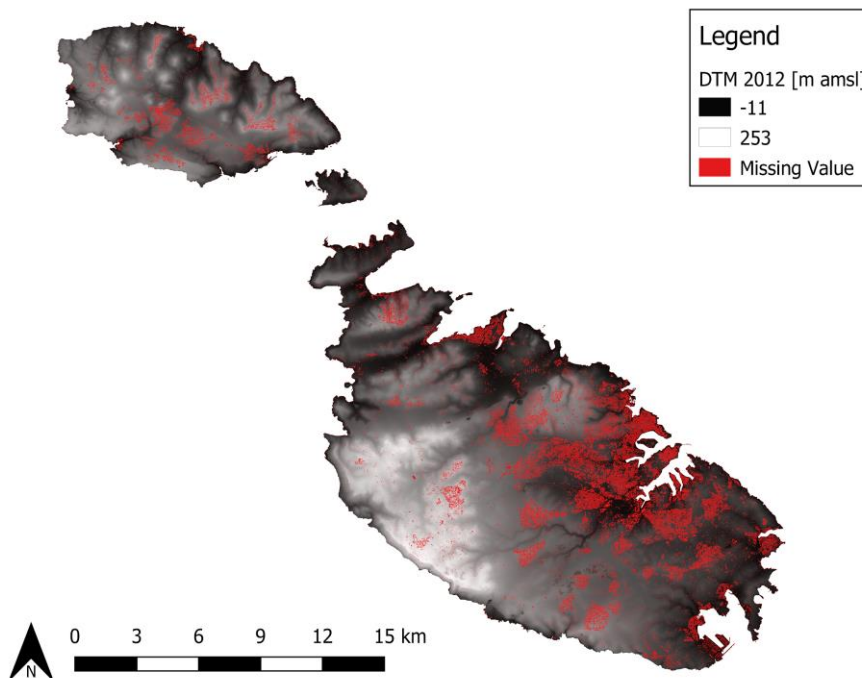 Legend
DTM 2012 [m amsl]
-11
253
Missing Value
0 3 6 9 12 15 km
N